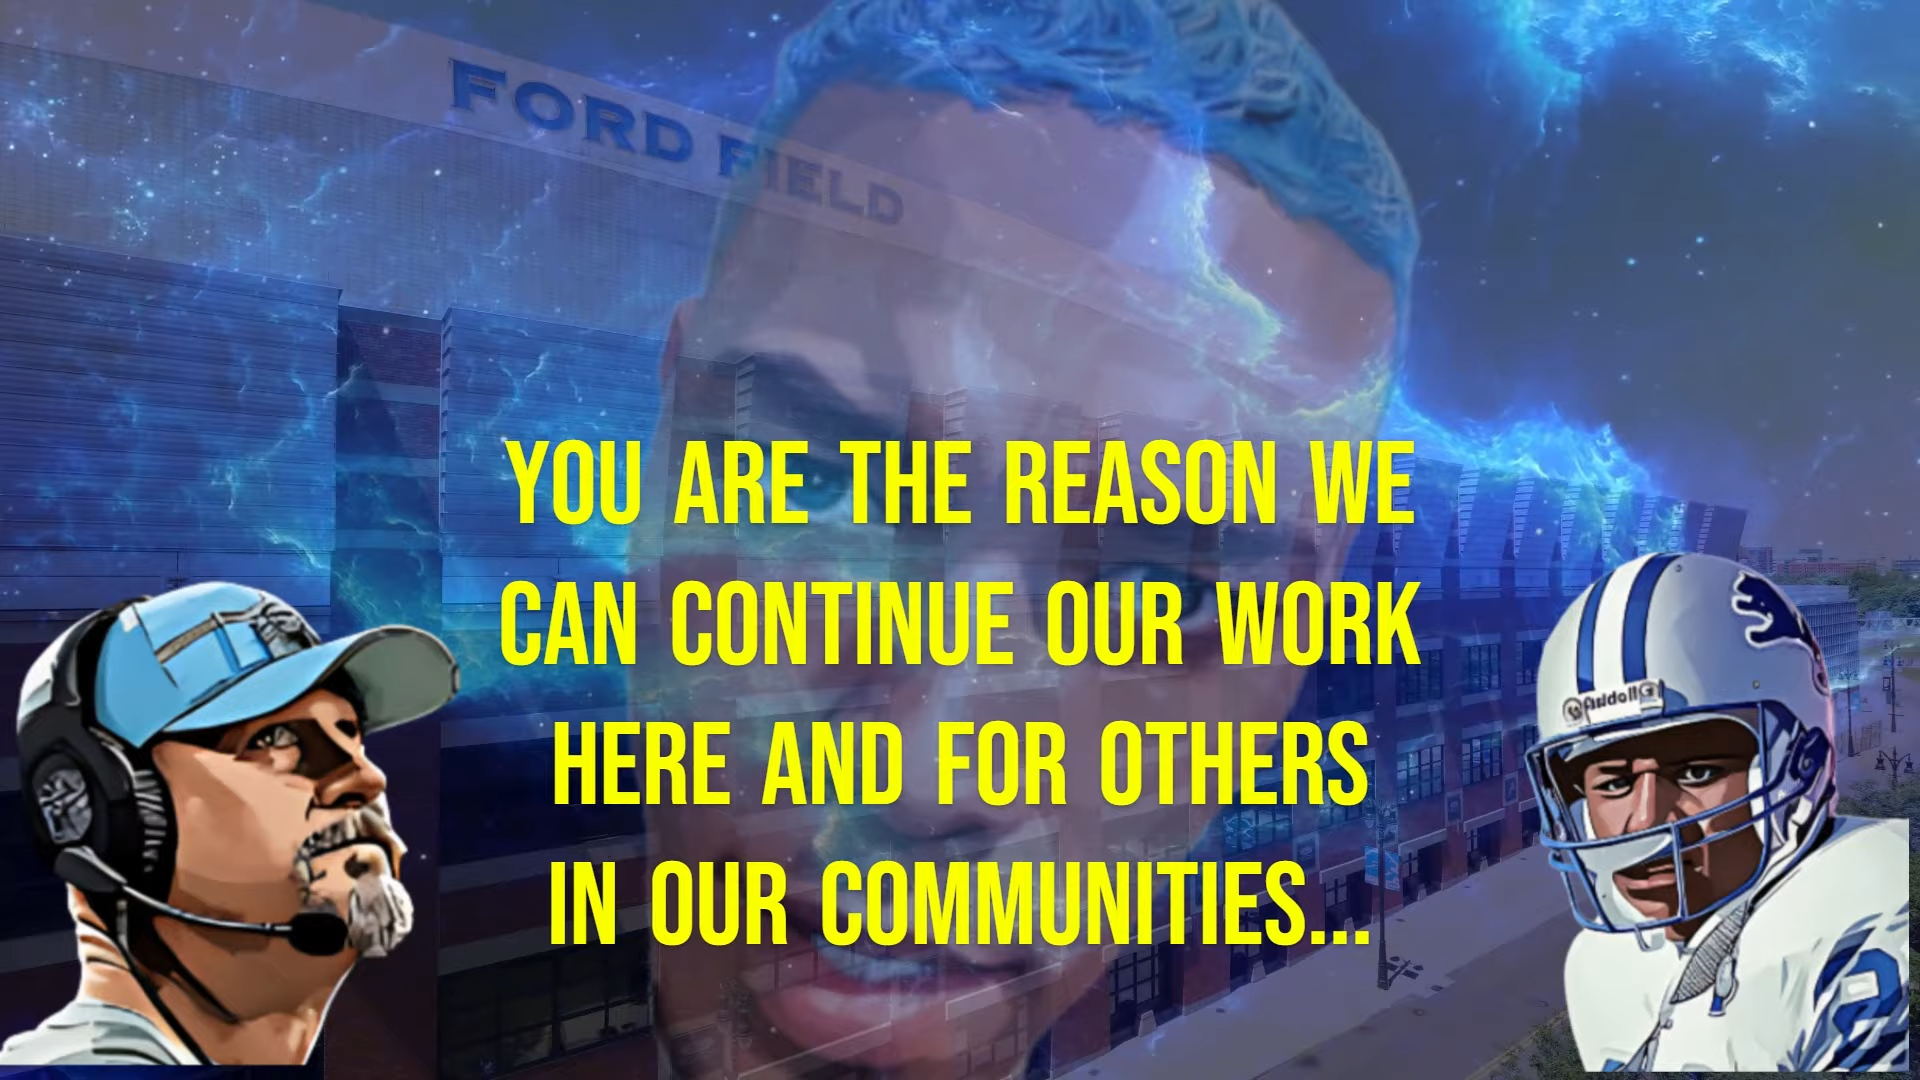 FORD FIELD
YOU ARE THE REASON WE
CAN CONTINUE OUR WORK
HERE AND FOR OTHERS
IN OUR COMMUNITIES...